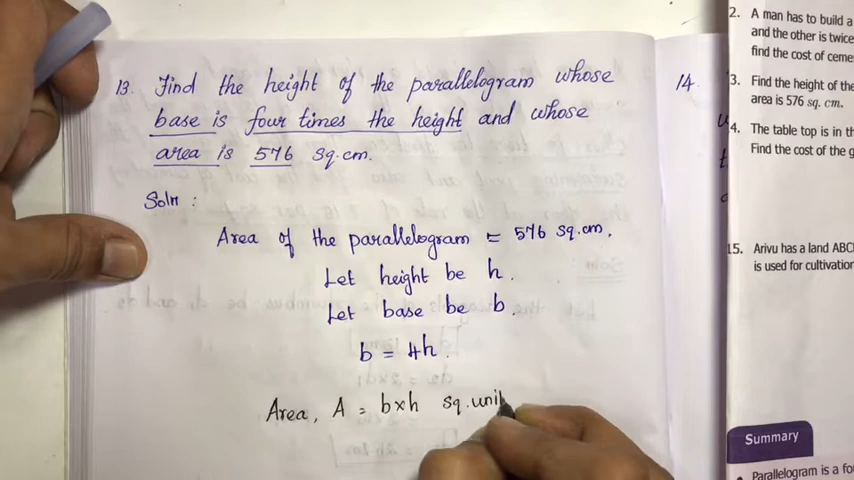 13. Find the height of the parallelogram whose
base is four times the height and whose
area is 576 sq.cm.
Soln :
Area of the parallelogram = 576 sq.cm.
Let height be h.
Let base be b.
b = 4h.
Area, A = b×h sq.uni
14
2. A man has to build a
and the other is twice
find the cost of ceme
3. Find the height of the
area is 576 sq. cm.
4. The table top is in th
Find the cost of the g
15. Arivu has a land ABC
is used for cultivation
Summary
• Parallelogram is a fo